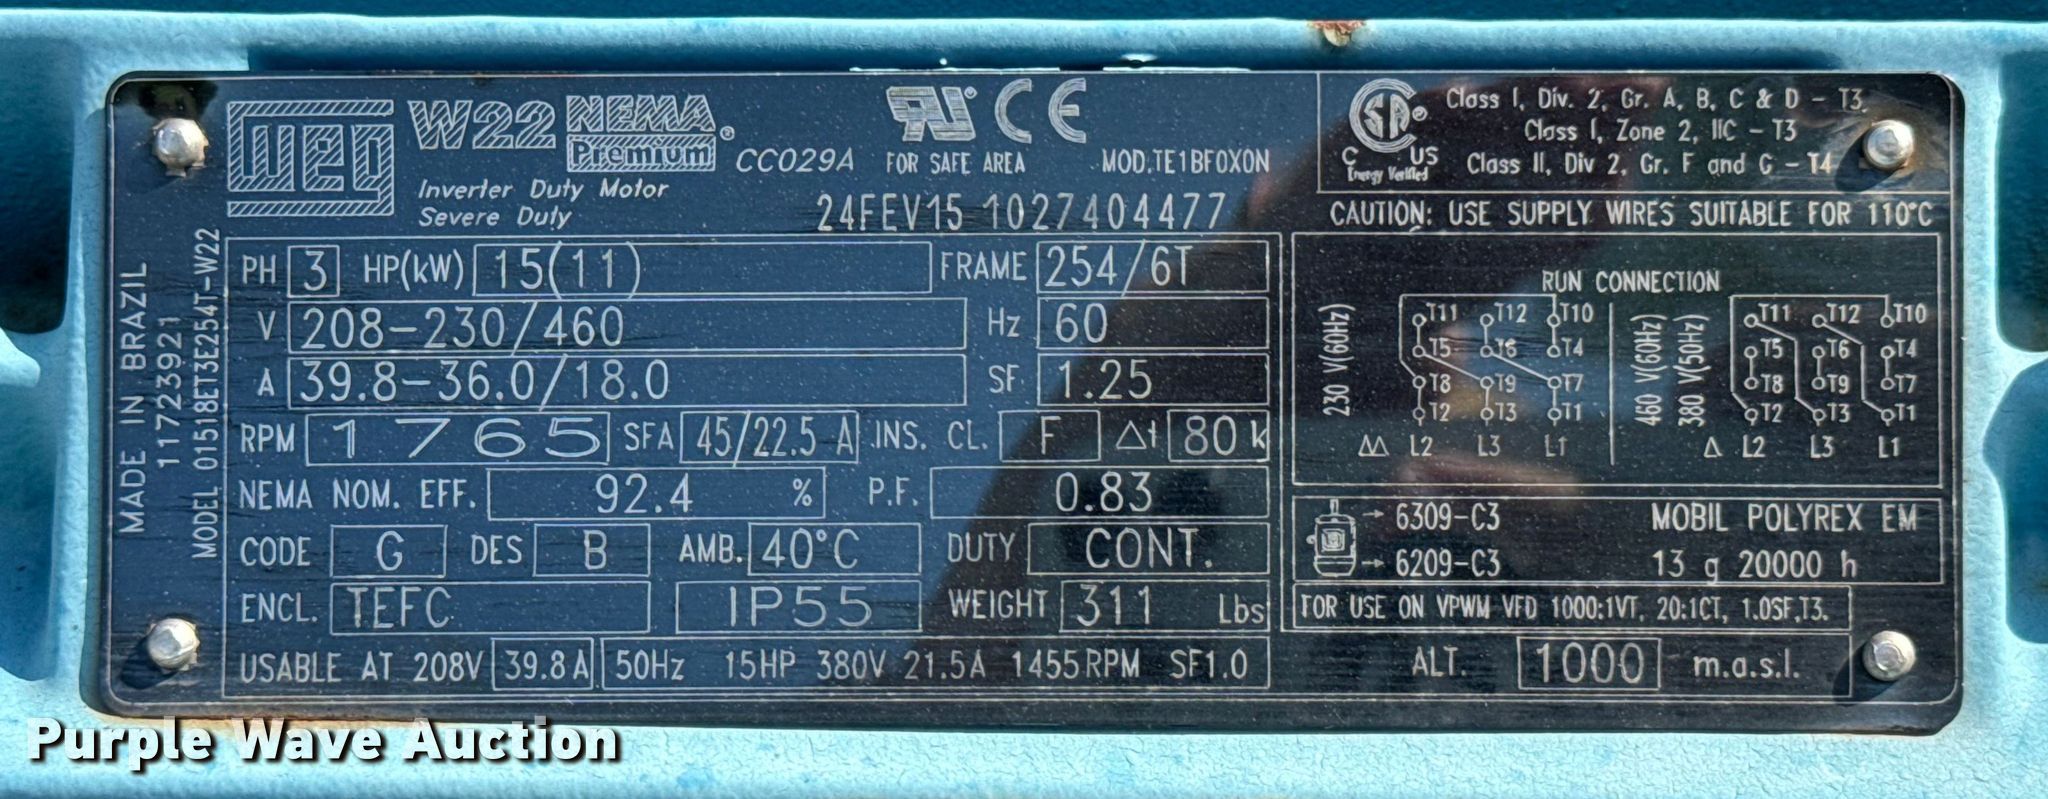 WEG W22 NEMA Premium® CC029A
Inverter Duty Motor
Severe Duty
FOR SAFE AREA
MOD.TE1BF0X0N
24FEV15 1027404477
MADE IN BRAZIL
11723921
MODEL 01518ET3E254T-W22
PH 3 HP(kW) 15(11) FRAME 254/6T
V 208-230/460 Hz 60
A 39.8-36.0/18.0 SF 1.25
RPM 1765 SFA 45/22.5 A INS. CL. F Δt 80 k
NEMA NOM. EFF. 92.4 % P.F. 0.83
CODE G DES B AMB. 40°C DUTY CONT.
ENCL. TEFC IP55 WEIGHT 311 Lbs
USABLE AT 208V 39.8 A 50Hz 15HP 380V 21.5A 1455RPM SF1.0
CSA® C US
Energy Verified
Class I, Div. 2, Gr. A, B, C & D - T3
Class I, Zone 2, IIC - T3
Class II, Div 2, Gr. F and G - T4
CAUTION: USE SUPPLY WIRES SUITABLE FOR 110°C
RUN CONNECTION
230 V(60Hz)
T11 T12 T10
T5 T6 T4
T8 T9 T7
T2 T3 T1
ΔΔ L2 L3 L1
460 V(60Hz)
380 V(50Hz)
T11 T12 T10
T5 T6 T4
T8 T9 T7
T2 T3 T1
Δ L2 L3 L1
6309-C3 MOBIL POLYREX EM
6209-C3 13 g 20000 h
FOR USE ON VPWM VFD 1000:1VT, 20:1CT, 1.0SF,T3.
ALT. 1000 m.a.s.l.
Purple Wave Auction